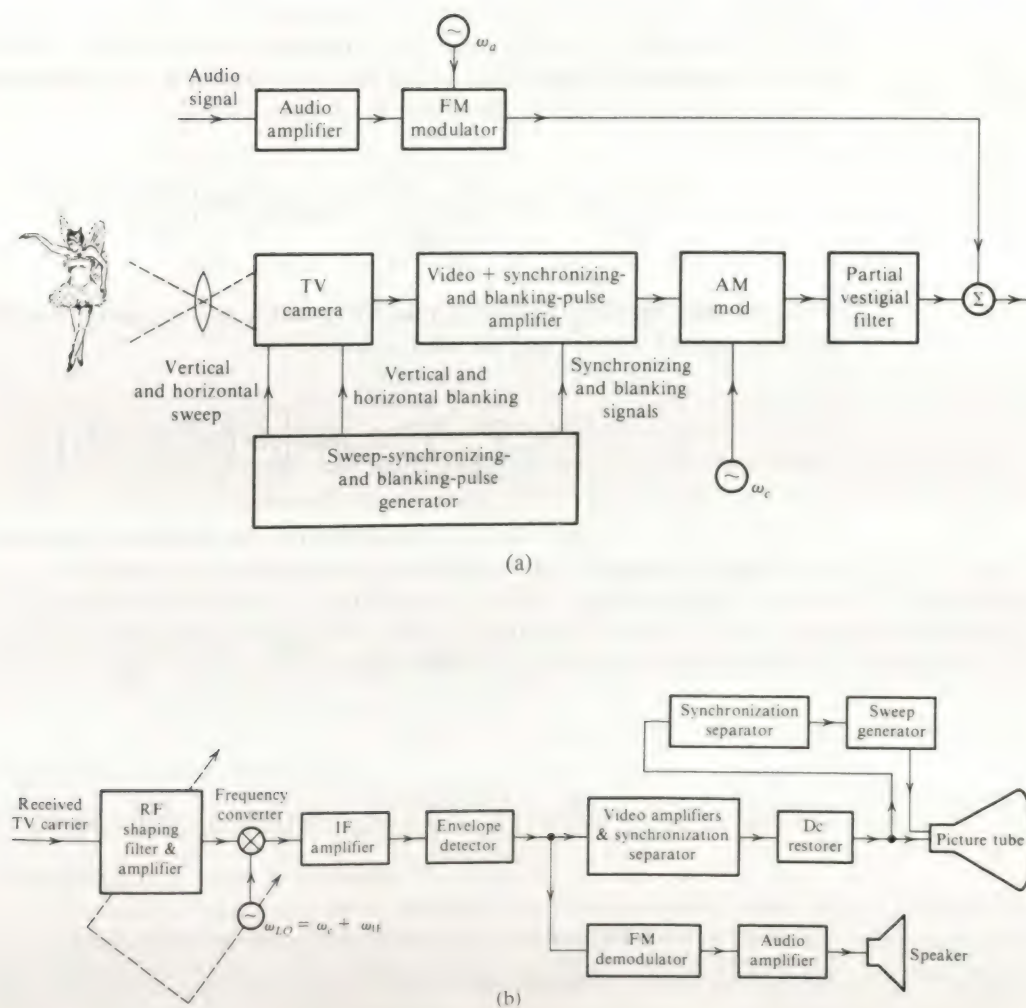 ω_a
Audio
signal
Audio
amplifier
FM
modulator
TV
camera
Video + synchronizing-
and blanking-pulse
amplifier
AM
mod
Partial
vestigial
filter
Σ
Vertical
and horizontal
sweep
Vertical and
horizontal blanking
Synchronizing
and blanking
signals
Sweep-synchronizing-
and blanking-pulse
generator
ω_c
(a)
Synchronization
separator
Sweep
generator
Received
TV carrier
RF
shaping
filter &
amplifier
Frequency
converter
IF
amplifier
Envelope
detector
Video amplifiers
& synchronization
separator
Dc
restorer
Picture tube
ω_LO = ω_c + ω_IF
FM
demodulator
Audio
amplifier
Speaker
(b)